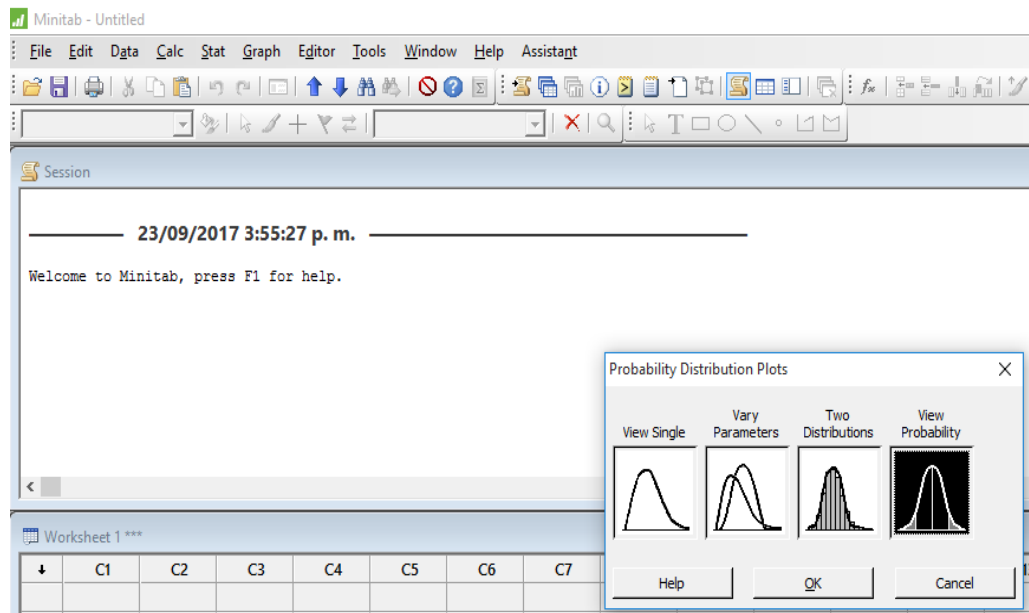 Minitab - Untitled
File Edit Data Calc Stat Graph Editor Tools Window Help Assistant
Session
23/09/2017 3:55:27 p. m.
Welcome to Minitab, press F1 for help.
Probability Distribution Plots
View Single
Vary Parameters
Two Distributions
View Probability
Help OK Cancel
Worksheet 1 ***
C1 C2 C3 C4 C5 C6 C7